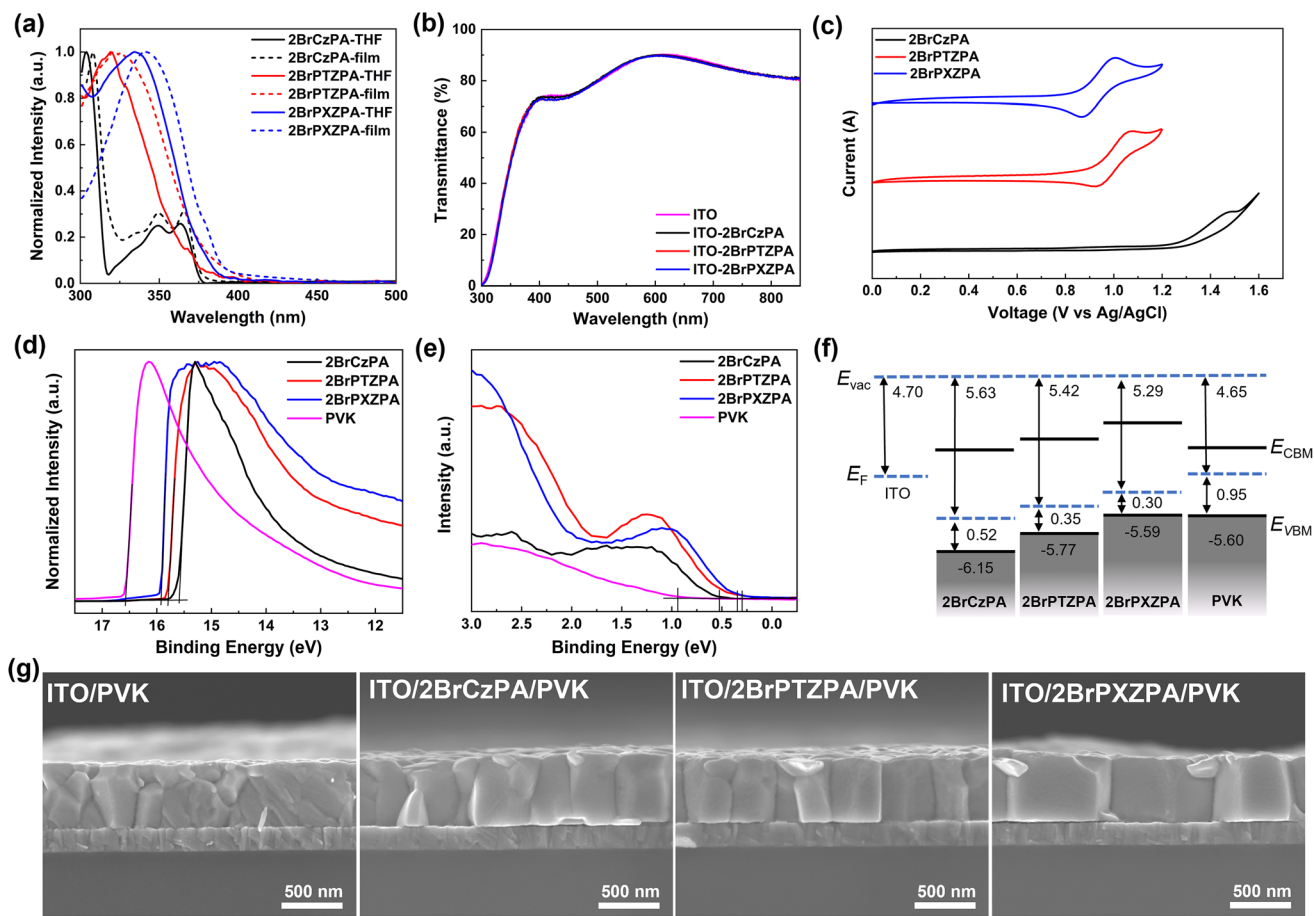 (a)
2BrCzPA-THF
2BrCzPA-film
2BrPTZPA-THF
2BrPTZPA-film
2BrPXZPA-THF
2BrPXZPA-film
1.0
0.8
0.6
0.4
0.2
0.0
Normalized Intensity (a.u.)
300 350 400 450 500
Wavelength (nm)
(b)
100
80
60
40
20
0
Transmittance (%)
ITO
ITO-2BrCzPA
ITO-2BrPTZPA
ITO-2BrPXZPA
300 400 500 600 700 800
Wavelength (nm)
(c)
2BrCzPA
2BrPTZPA
2BrPXZPA
Current (A)
0.0 0.2 0.4 0.6 0.8 1.0 1.2 1.4 1.6
Voltage (V vs Ag/AgCl)
(d)
2BrCzPA
2BrPTZPA
2BrPXZPA
PVK
Normalized Intensity (a.u.)
17 16 15 14 13 12
Binding Energy (eV)
(e)
2BrCzPA
2BrPTZPA
2BrPXZPA
PVK
Intensity (a.u.)
3.0 2.5 2.0 1.5 1.0 0.5 0.0
Binding Energy (eV)
(f)
Evac
4.70 5.63 5.42 5.29 4.65
ECBM
EF
ITO
0.52 0.35 0.30 0.95
EVBM
-6.15 -5.77 -5.59 -5.60
2BrCzPA 2BrPTZPA 2BrPXZPA PVK
(g)
ITO/PVK
500 nm
ITO/2BrCzPA/PVK
500 nm
ITO/2BrPTZPA/PVK
500 nm
ITO/2BrPXZPA/PVK
500 nm